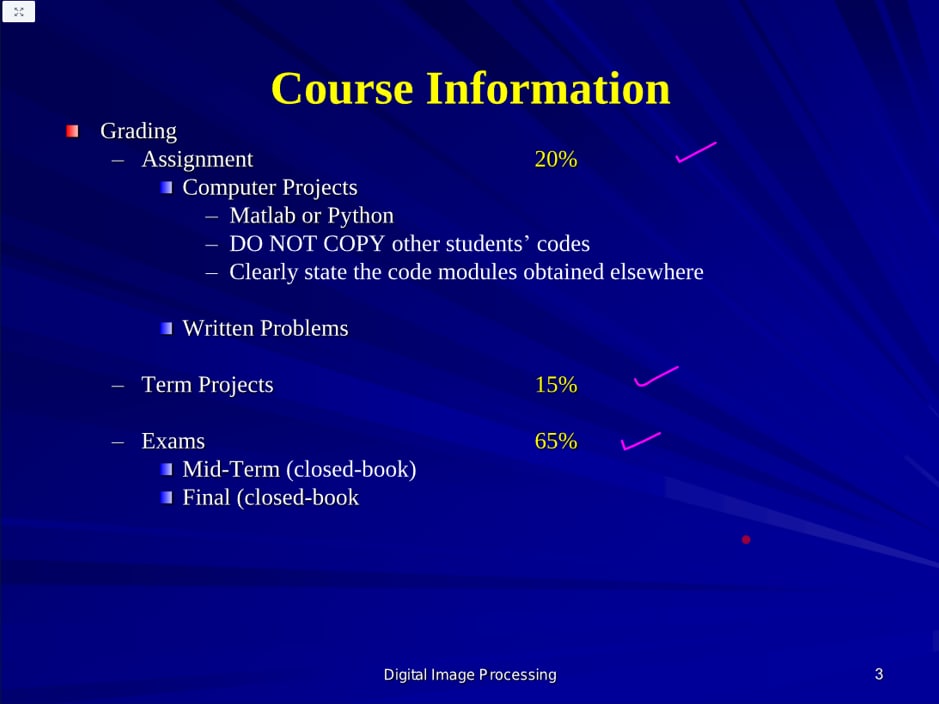 Course Information
Grading
– Assignment 20%
Computer Projects
– Matlab or Python
– DO NOT COPY other students’ codes
– Clearly state the code modules obtained elsewhere
Written Problems
– Term Projects 15%
– Exams 65%
Mid-Term (closed-book)
Final (closed-book
Digital Image Processing 3